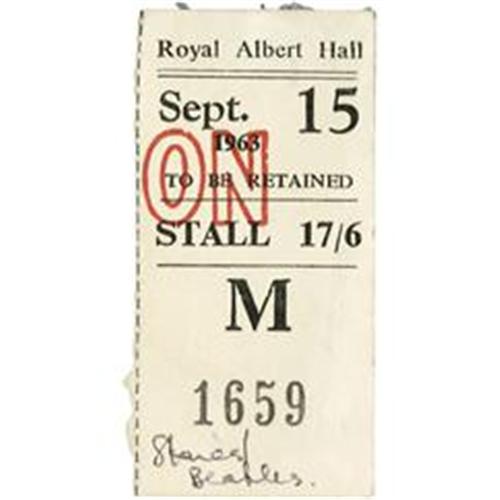 Royal Albert Hall
Sept. 15
1963
ON
TO BE RETAINED
STALL 17/6
M
1659
Stones/
Beatles.